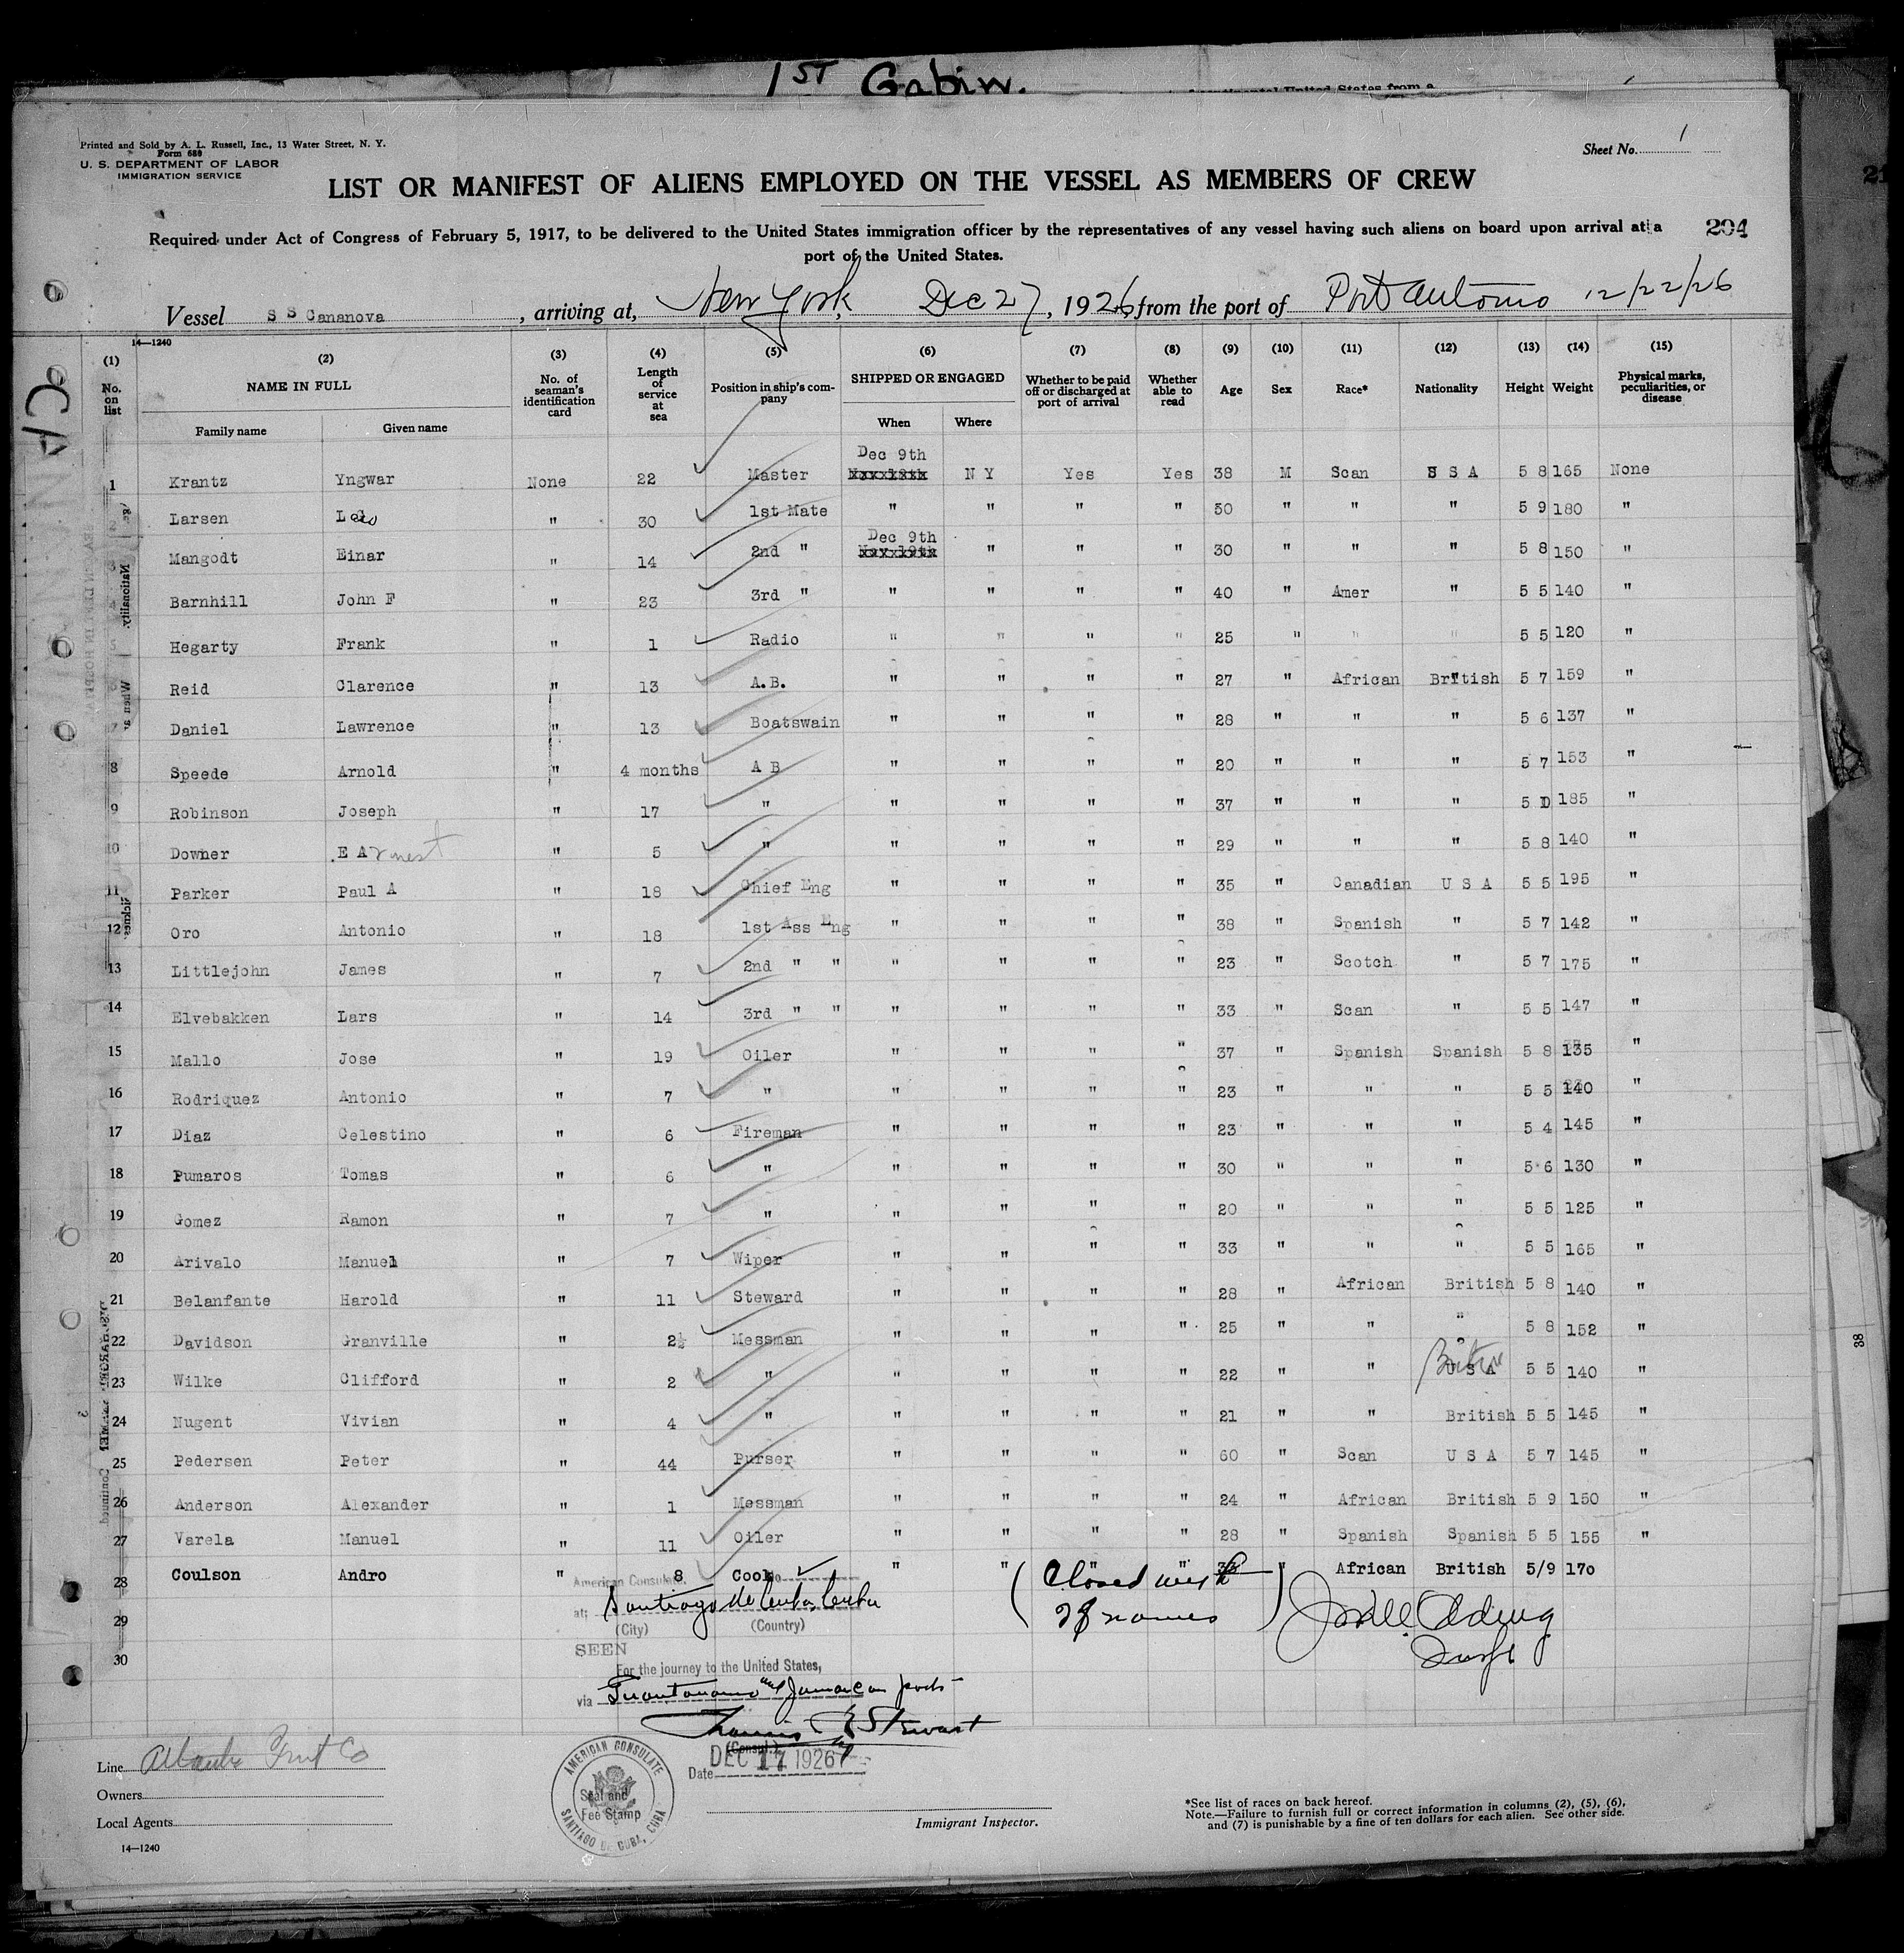 1ST Cabin.
Printed and Sold by A. L. Russell, Inc., 13 Water Street, N. Y.
Form 680
U. S. DEPARTMENT OF LABOR
IMMIGRATION SERVICE
Sheet No. 1
LIST OR MANIFEST OF ALIENS EMPLOYED ON THE VESSEL AS MEMBERS OF CREW
Required under Act of Congress of February 5, 1917, to be delivered to the United States immigration officer by the representatives of any vessel having such aliens on board upon arrival at a
port of the United States.
204
Vessel S S Cananova, arriving at, New York, Dec 27, 1926, from the port of Port Antonio 12/22/26
14—1240
(1) (2) (3) (4) (5) (6) (7) (8) (9) (10) (11) (12) (13) (14) (15)
No. on list NAME IN FULL Family name Given name No. of seaman's identification card Length of service at sea Position in ship's company SHIPPED OR ENGAGED When Where Whether to be paid off or discharged at port of arrival Whether able to read Age Sex Race* Nationality Height Weight Physical marks, peculiarities, or disease
Dec 9th
1 Krantz Yngwar None 22 Master N Y Yes Yes 38 M Scan U S A 5 8 165 None
Larsen " 30 1st Mate " " " " 50 " " " 5 9 180 "
Dec 9th
Mangodt Einar " 14 2nd " " " " 30 " " " 5 8 150 "
Barnhill John F " 23 3rd " " " " " 40 " Amer " 5 5 140 "
Hegarty Frank " 1 Radio " " " " 25 " " " 5 5 120 "
Reid Clarence " 13 A.B. " " " " 27 " African British 5 7 159 "
7 Daniel Lawrence " 13 Boatswain " " " " 28 " " " 5 6 137 "
8 Speede Arnold " 4 months A B " " " " 20 " " " 5 7 153 "
9 Robinson Joseph " 17 " " " " " 37 " " " 5 185 "
10 Downer E Arnest " 5 " " " " " 29 " " " 5 8 140 "
11 Parker Paul A " 18 Chief Eng " " " " 35 " Canadian U S A 5 5 195 "
12 Oro Antonio " 18 1st Ass Eng " " " " 38 " Spanish " 5 7 142 "
13 Littlejohn James " 7 2nd " " " " " " 23 " Scotch " 5 7 175 "
14 Elvebakken Lars " 14 3rd " " " " " " 33 " Scan " 5 5 147 "
15 Mallo Jose " 19 Oiler " " " " 37 " Spanish Spanish 5 8 135 "
16 Rodriquez Antonio " 7 " " " " " 23 " " " 5 5 140 "
17 Diaz Celestino " 6 Fireman " " " " 23 " " " 5 4 145 "
18 Pumaros Tomas " 6 " " " " " 30 " " " 5 6 130 "
19 Gomez Ramon " 7 " " " " " 20 " " " 5 5 125 "
20 Arivalo Manuel " 7 Wiper " " " " 33 " " " 5 5 165 "
21 Belanfante Harold " 11 Steward " " " " 28 " African British 5 8 140 "
22 Davidson Granville " 2½ Messman " " " " 25 " " " 5 8 152 "
23 Wilke Clifford " 2 " " " " " 22 " " U S A 5 5 140 "
24 Nugent Vivian " 4 " " " " " 21 " " British 5 5 145 "
25 Pedersen Peter " 44 Purser " " " " 60 " Scan U S A 5 7 145 "
26 Anderson Alexander " 1 Messman " " " " 24 " African British 5 9 150 "
27 Varela Manuel " 11 Oiler " " " " 28 " Spanish Spanish 5 5 155 "
28 Coulson Andro " 8 Cook " " " " " African British 5/9 170
29
30
American Consulate
at; Santiago de Cuba, Cuba
(City) (Country)
SEEN
For the journey to the United States,
via Guantanamo and Jamaican ports
Stewart
(Consul.)
Date DEC 17 1926
(Closed with
28 names)
AMERICAN CONSULATE
Seal and
Fee Stamp
SANTIAGO DE CUBA, CUBA
Line Atlantic Fruit Co
Owners
Local Agents
14—1240
Immigrant Inspector.
*See list of races on back hereof.
Note.—Failure to furnish full or correct information in columns (2), (5), (6),
and (7) is punishable by a fine of ten dollars for each alien. See other side.
38